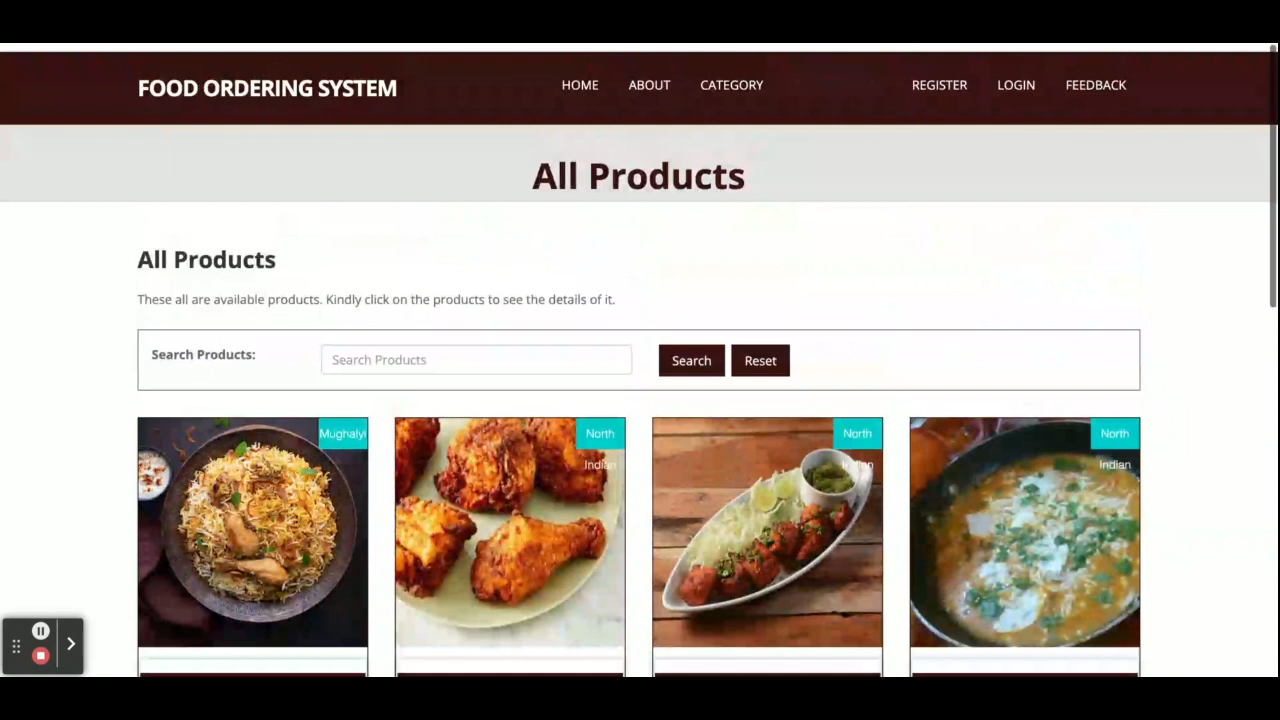 FOOD ORDERING SYSTEM HOME ABOUT CATEGORY REGISTER LOGIN FEEDBACK
All Products
All Products
These all are available products. Kindly click on the products to see the details of it.
Search Products: Search Products Search Reset
Mughalyi North North North
Indian Indian Indian